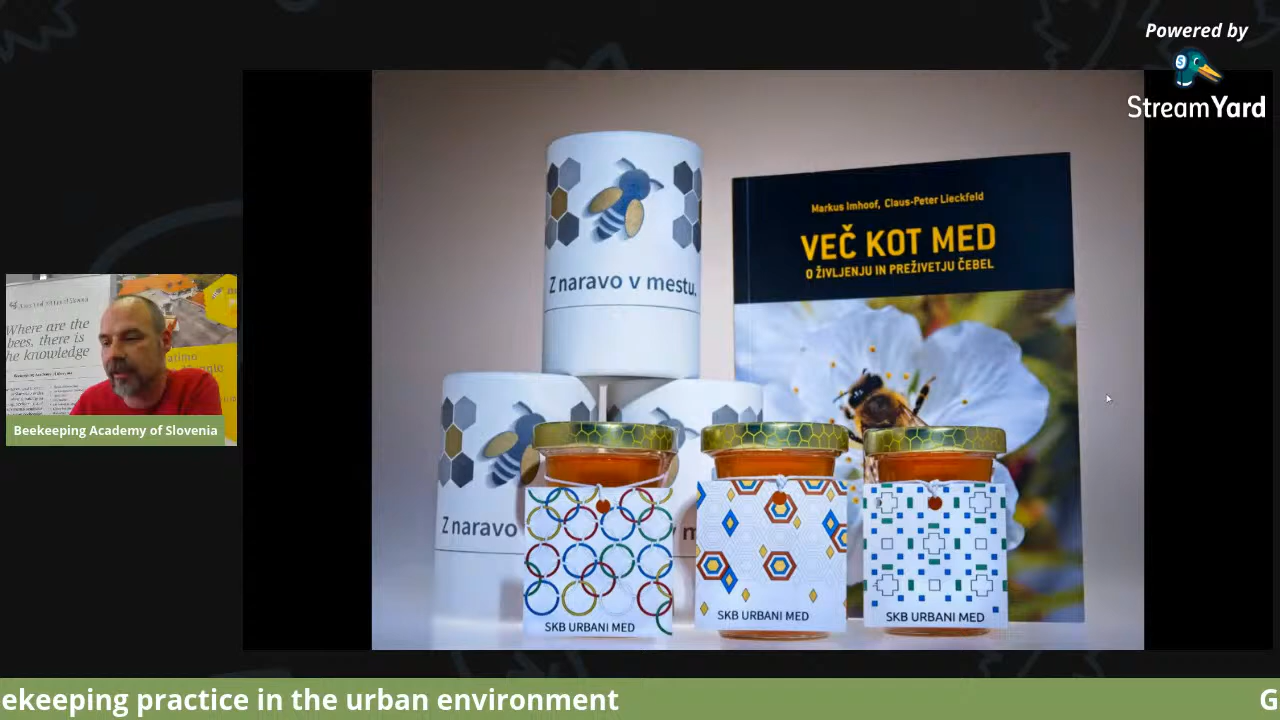 Powered by
StreamYard
Markus Imhoof, Claus-Peter Lieckfeld
VEČ KOT MED
O ŽIVLJENJU IN PREŽIVETJU ČEBEL
Z naravo v mestu.
Z naravo
v m
SKB URBANI MED
SKB URBANI MED
SKB URBANI MED
Where are the
bees, there is
he knowledge
Beekeeping Academy of Slovenia
ekeeping practice in the urban environment
G